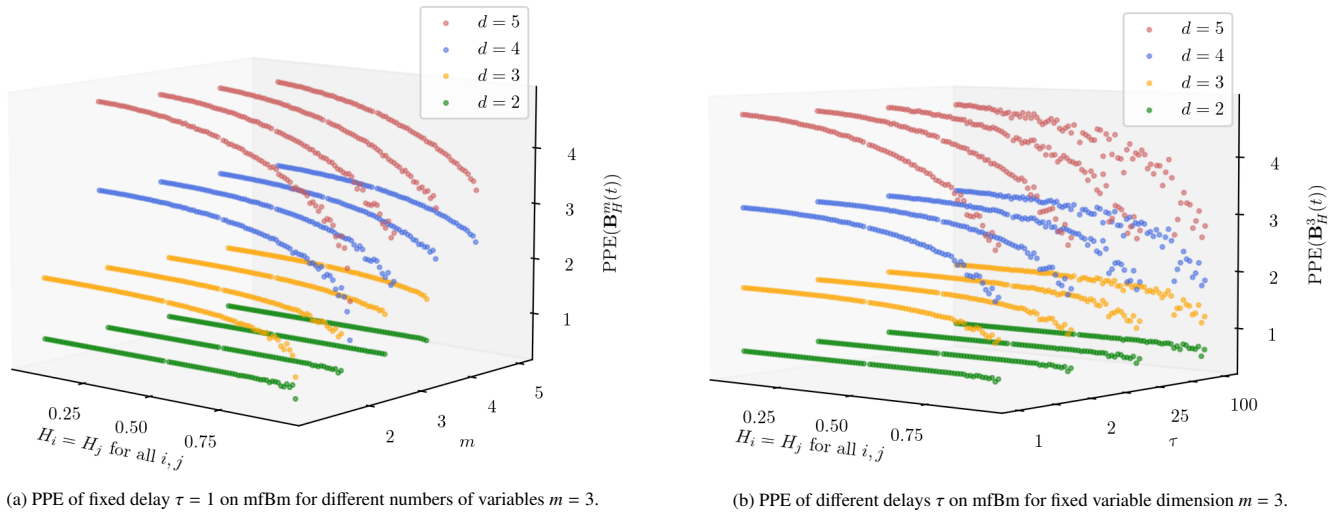 d = 5
d = 4
d = 3
d = 2
4
3
2
1
PPE(B_H^m(t))
0.25
0.50
0.75
H_i = H_j for all i, j
2
3
4
5
m
(a) PPE of fixed delay τ = 1 on mfBm for different numbers of variables m = 3.
d = 5
d = 4
d = 3
d = 2
4
3
2
1
PPE(B_H^3(t))
0.25
0.50
0.75
H_i = H_j for all i, j
1
2
25
100
τ
(b) PPE of different delays τ on mfBm for fixed variable dimension m = 3.